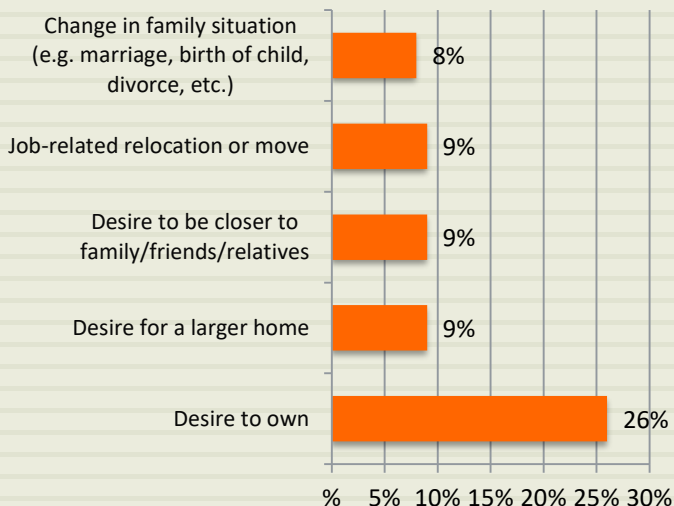 Change in family situation
(e.g. marriage, birth of child,
divorce, etc.)
8%
Job-related relocation or move
9%
Desire to be closer to
family/friends/relatives
9%
Desire for a larger home
9%
Desire to own
26%
% 5% 10% 15% 20% 25% 30%